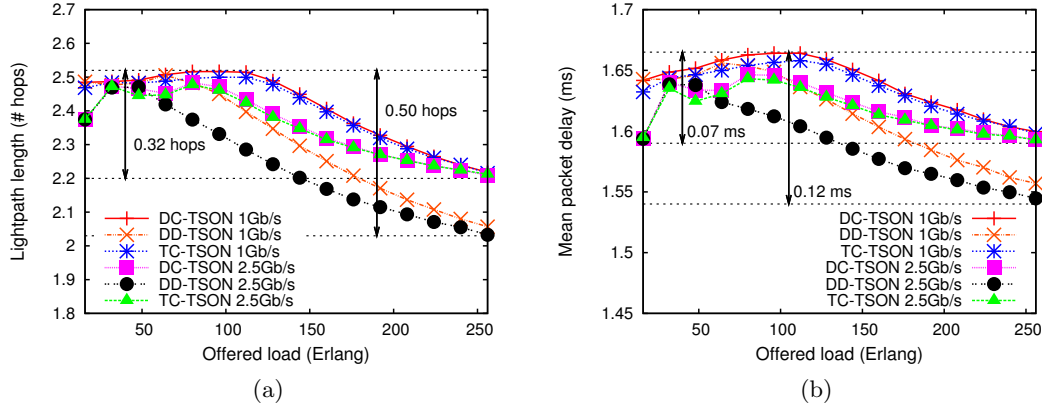 2.7
2.6
2.5
2.4
2.3
2.2
2.1
2
1.9
1.8
Lightpath length (# hops)
0.50 hops
0.32 hops
DC-TSON 1Gb/s
DD-TSON 1Gb/s
TC-TSON 1Gb/s
DC-TSON 2.5Gb/s
DD-TSON 2.5Gb/s
TC-TSON 2.5Gb/s
50 100 150 200 250
Offered load (Erlang)
(a)
1.7
1.65
1.6
1.55
1.5
1.45
Mean packet delay (ms)
0.07 ms
0.12 ms
DC-TSON 1Gb/s
DD-TSON 1Gb/s
TC-TSON 1Gb/s
DC-TSON 2.5Gb/s
DD-TSON 2.5Gb/s
TC-TSON 2.5Gb/s
50 100 150 200 250
Offered load (Erlang)
(b)